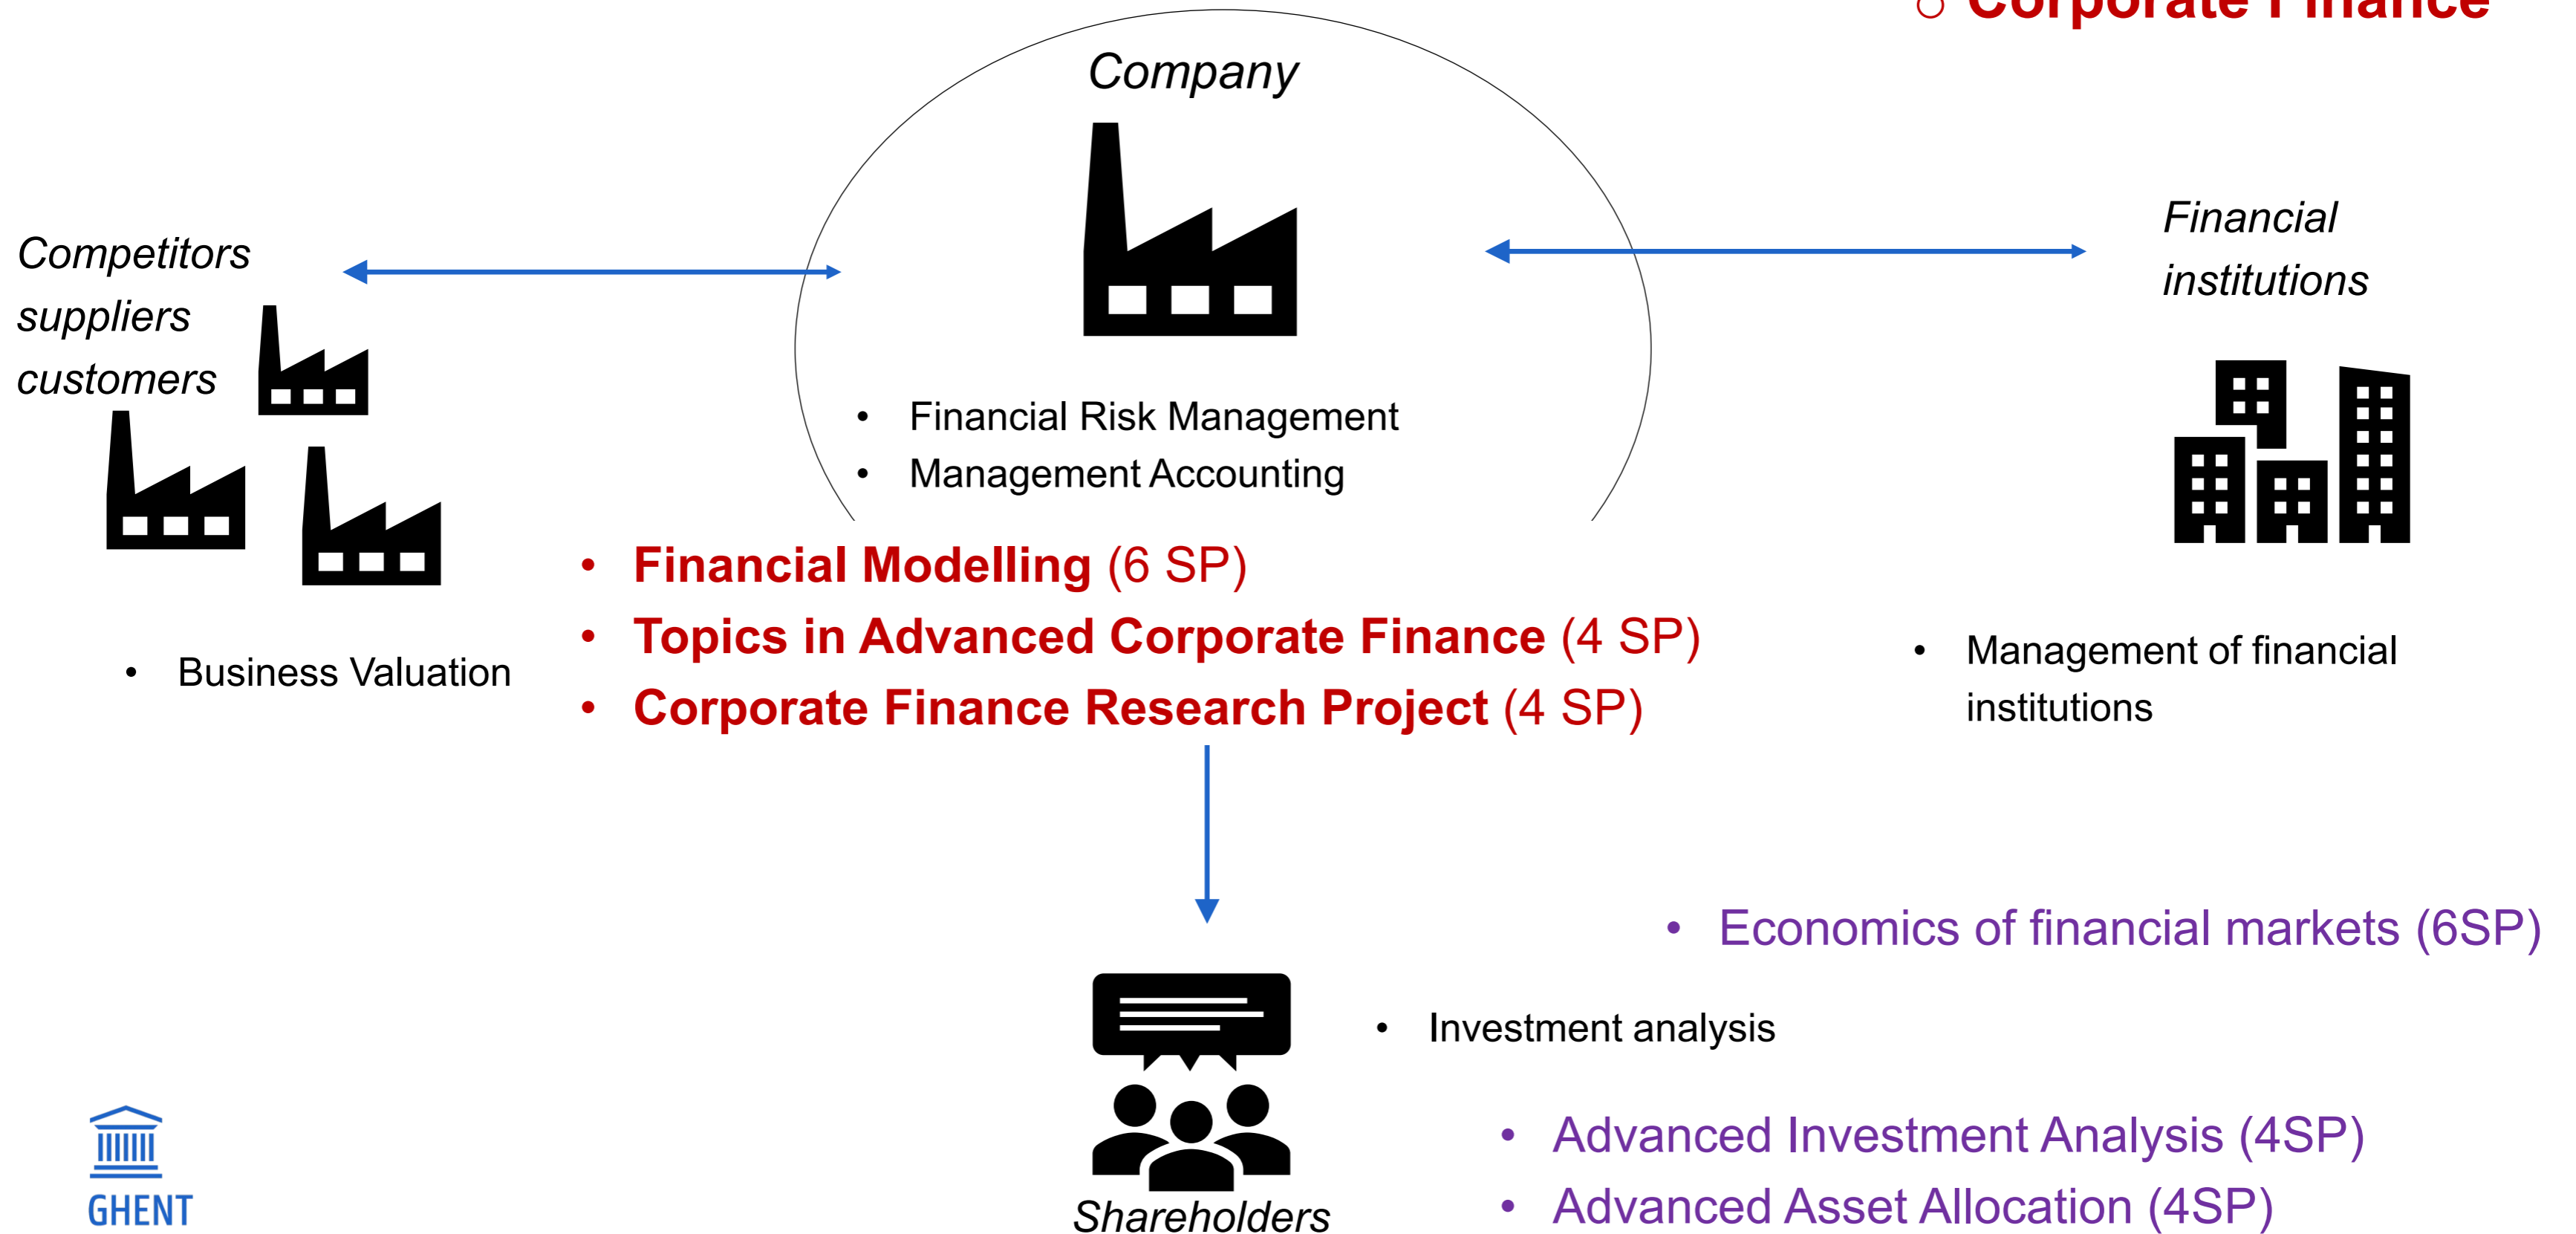 ○ Corporate Finance
Company
Competitors
suppliers
customers
Financial
institutions
• Financial Risk Management
• Management Accounting
• Financial Modelling (6 SP)
• Topics in Advanced Corporate Finance (4 SP)
• Corporate Finance Research Project (4 SP)
• Business Valuation
• Management of financial
institutions
• Economics of financial markets (6SP)
• Investment analysis
• Advanced Investment Analysis (4SP)
• Advanced Asset Allocation (4SP)
Shareholders
GHENT